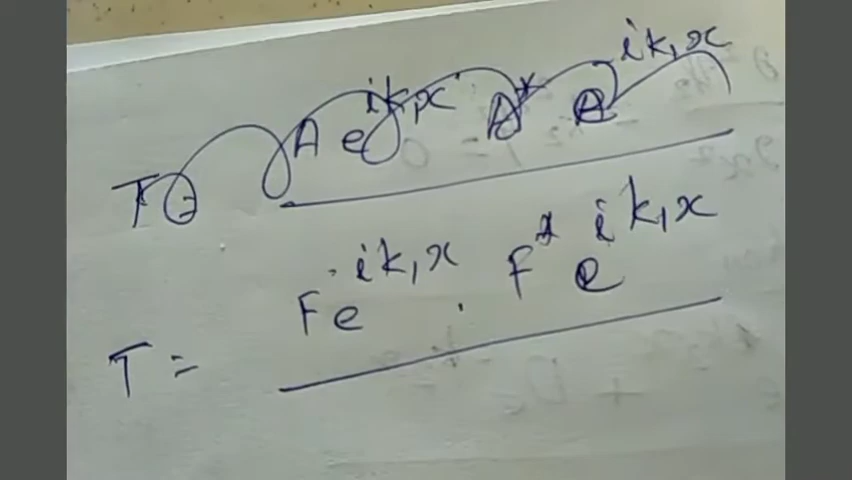 T = A e^{ik₁x} A* e^{ik₁x}
T = F e^{ik₁x} . F* e^{ik₁x}